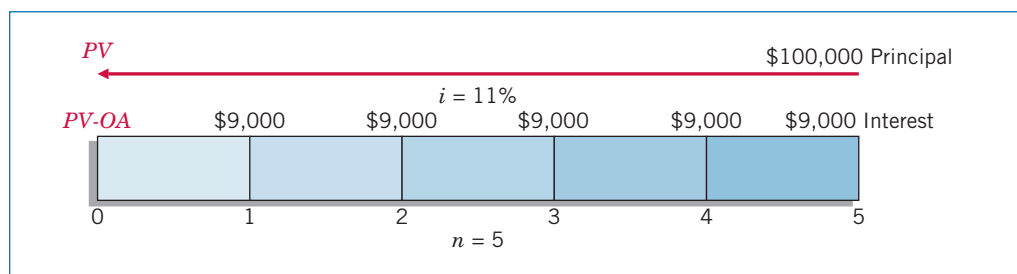 PV
$100,000 Principal
i = 11%
PV-OA $9,000 $9,000 $9,000 $9,000 $9,000 Interest
0 1 2 3 4 5
n = 5